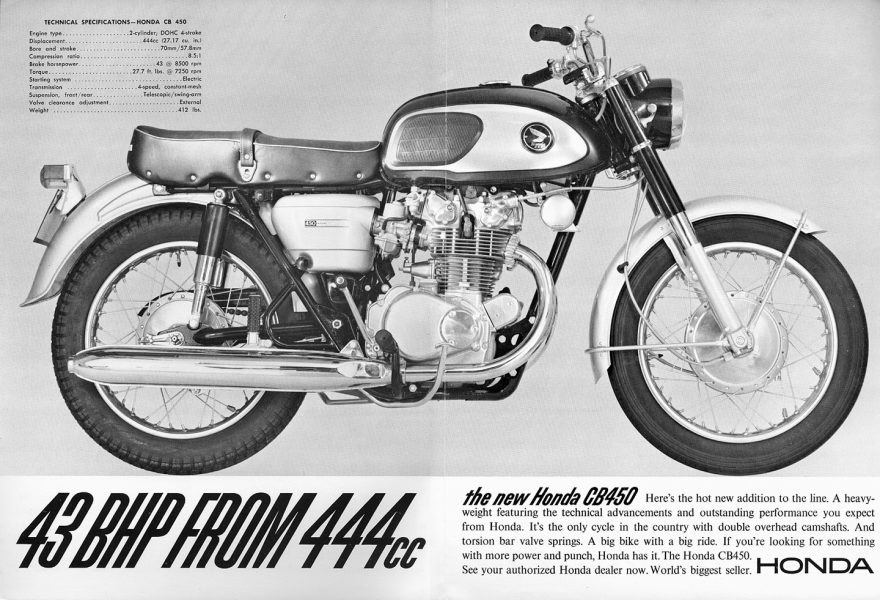 TECHNICAL SPECIFICATIONS—HONDA CB 450
Engine type....................2-cylinder, DOHC 4-stroke
Displacement....................444cc (27.17 cu. in.)
Bore and stroke....................70mm/57.8mm
Compression ratio....................8.5:1
Brake horsepower....................43 @ 8500 rpm
Torque....................27.7 ft. lbs. @ 7250 rpm
Starting system....................Electric
Transmission....................4-speed, constant-mesh
Suspension, front/rear....................Telescopic/swing-arm
Valve clearance adjustment....................External
Weight....................412 lbs.
43 BHP FROM 444cc
the new Honda CB450 Here's the hot new addition to the line. A heavy-
weight featuring the technical advancements and outstanding performance you expect
from Honda. It's the only cycle in the country with double overhead camshafts. And
torsion bar valve springs. A big bike with a big ride. If you're looking for something
with more power and punch, Honda has it. The Honda CB450.
See your authorized Honda dealer now. World's biggest seller. HONDA